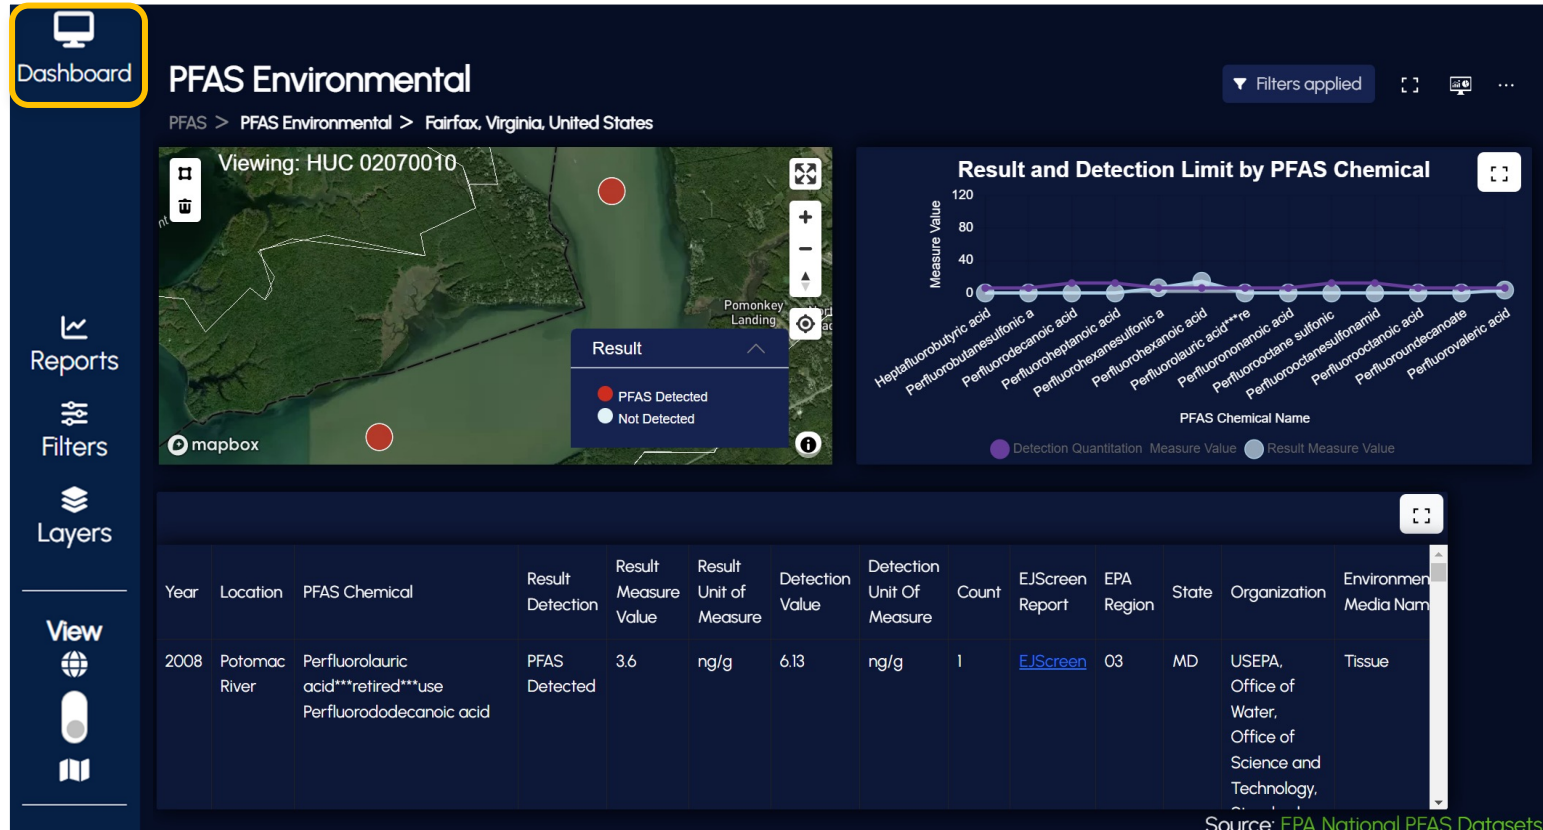 Dashboard
PFAS Environmental
Filters applied
PFAS > PFAS Environmental > Fairfax, Virginia, United States
Viewing: HUC 02070010
Pomonkey
Landing
Result
PFAS Detected
Not Detected
mapbox
Result and Detection Limit by PFAS Chemical
120
80
40
0
Measure Value
Heptafluorobutyric acid
Perfluorobutanesulfonic a
Perfluorodecanoic acid
Perfluoroheptanoic acid
Perfluorohexanesulfonic a
Perfluorohexanoic acid
Perfluorolauric acid***re
Perfluorononanoic acid
Perfluorooctane sulfonic
Perfluorooctanesulfonamid
Perfluorooctanoic acid
Perfluoroundecanoate
Perfluorovaleric acid
PFAS Chemical Name
Detection Quantitation Measure Value
Result Measure Value
Reports
Filters
Layers
View
Year
Location
PFAS Chemical
Result
Detection
Result
Measure
Value
Result
Unit of
Measure
Detection
Value
Detection
Unit Of
Measure
Count
EJScreen
Report
EPA
Region
State
Organization
Environmen
Media Nam
2008
Potomac
River
Perfluorolauric
acid***retired***use
Perfluorododecanoic acid
PFAS
Detected
3.6
ng/g
6.13
ng/g
1
EJScreen
03
MD
USEPA,
Office of
Water,
Office of
Science and
Technology,
Tissue
Source: EPA National PFAS Datasets